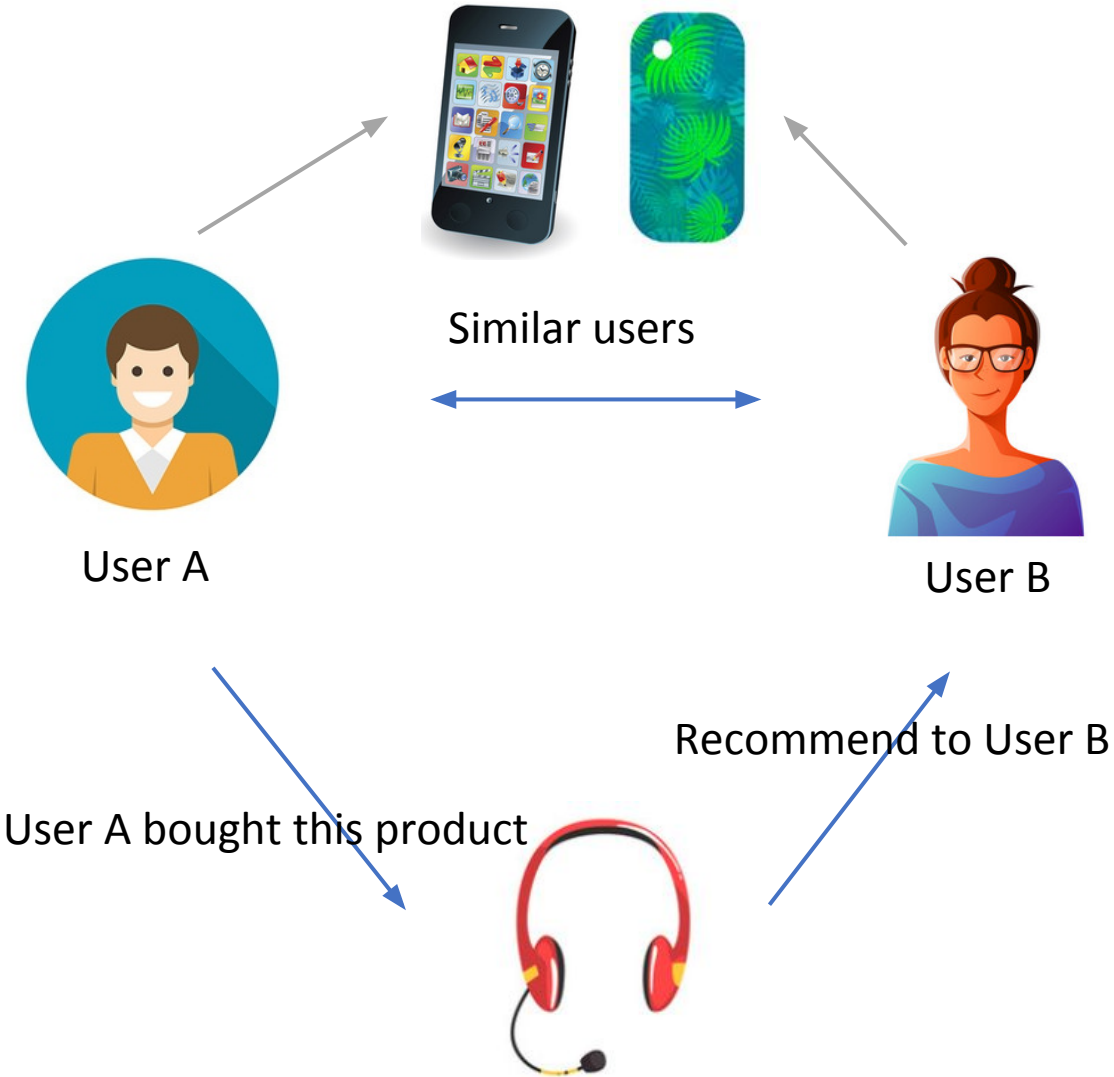 Similar users
User A
User B
Recommend to User B
User A bought this product